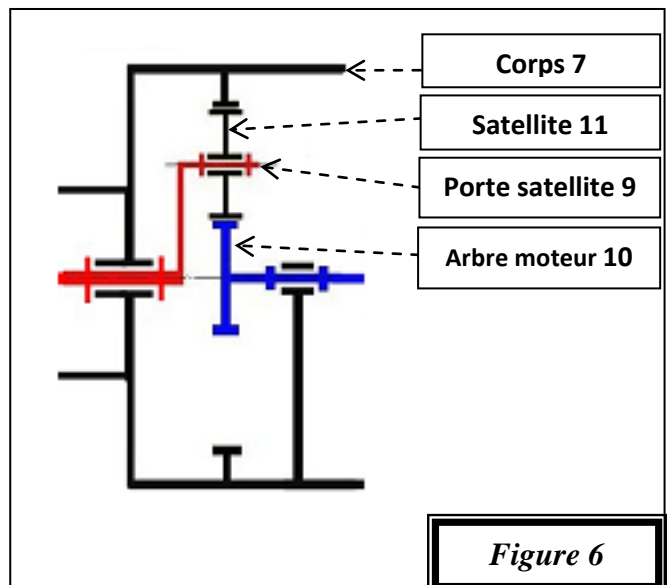 Corps 7
Satellite 11
Porte satellite 9
Arbre moteur 10
Figure 6